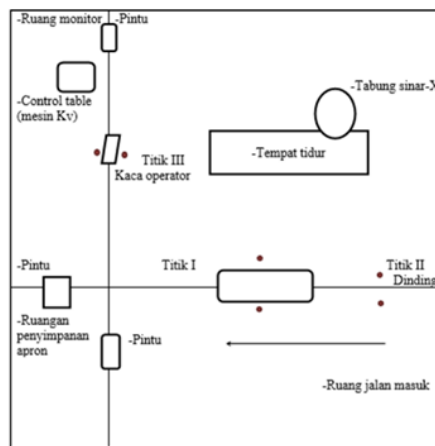 -Ruang monitor
-Pintu
-Control table
(mesin Kv)
-Tabung sinar-X
-Tempat tidur
Titik III
Kaca operator
-Pintu
Titik I
Titik II
Dinding
-Ruangan
penyimpanan
apron
-Pintu
-Ruang jalan masuk